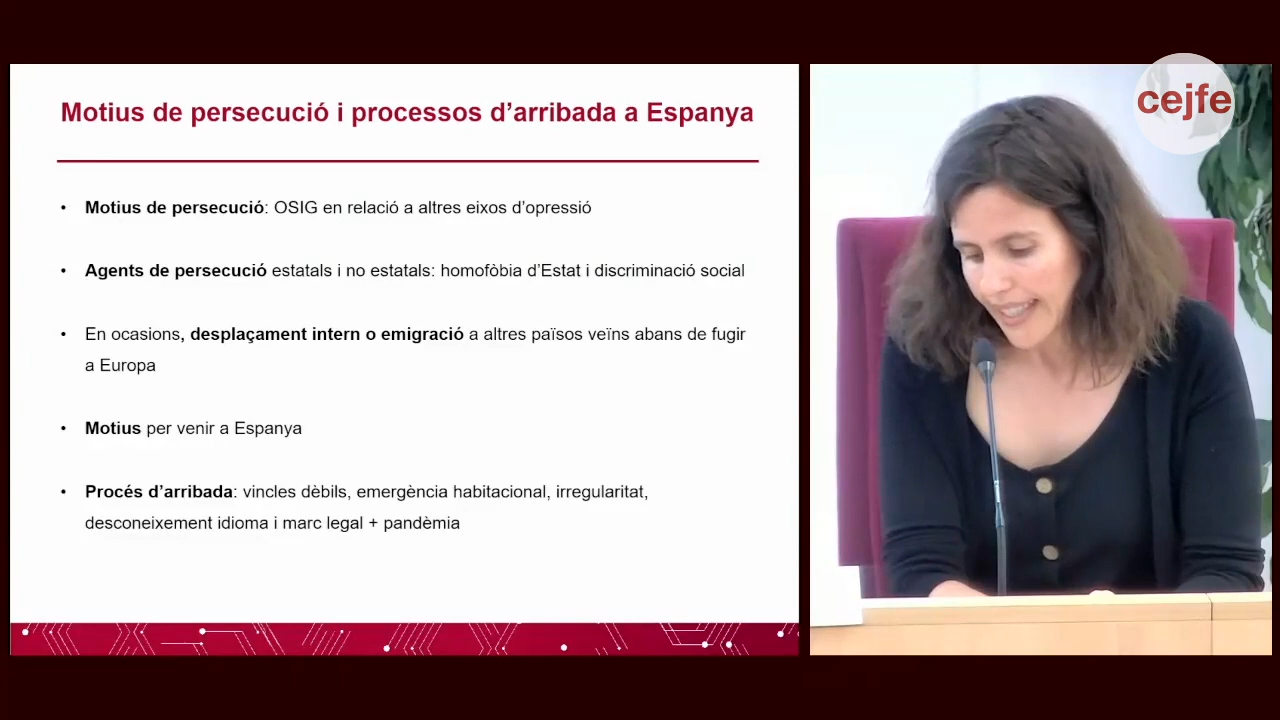 Motius de persecució i processos d'arribada a Espanya
• Motius de persecució: OSIG en relació a altres eixos d'opressió
• Agents de persecució estatals i no estatals: homofòbia d'Estat i discriminació social
• En ocasions, desplaçament intern o emigració a altres països veïns abans de fugir
a Europa
• Motius per venir a Espanya
• Procés d'arribada: vincles dèbils, emergència habitacional, irregularitat,
desconeixement idioma i marc legal + pandèmia
cejfe